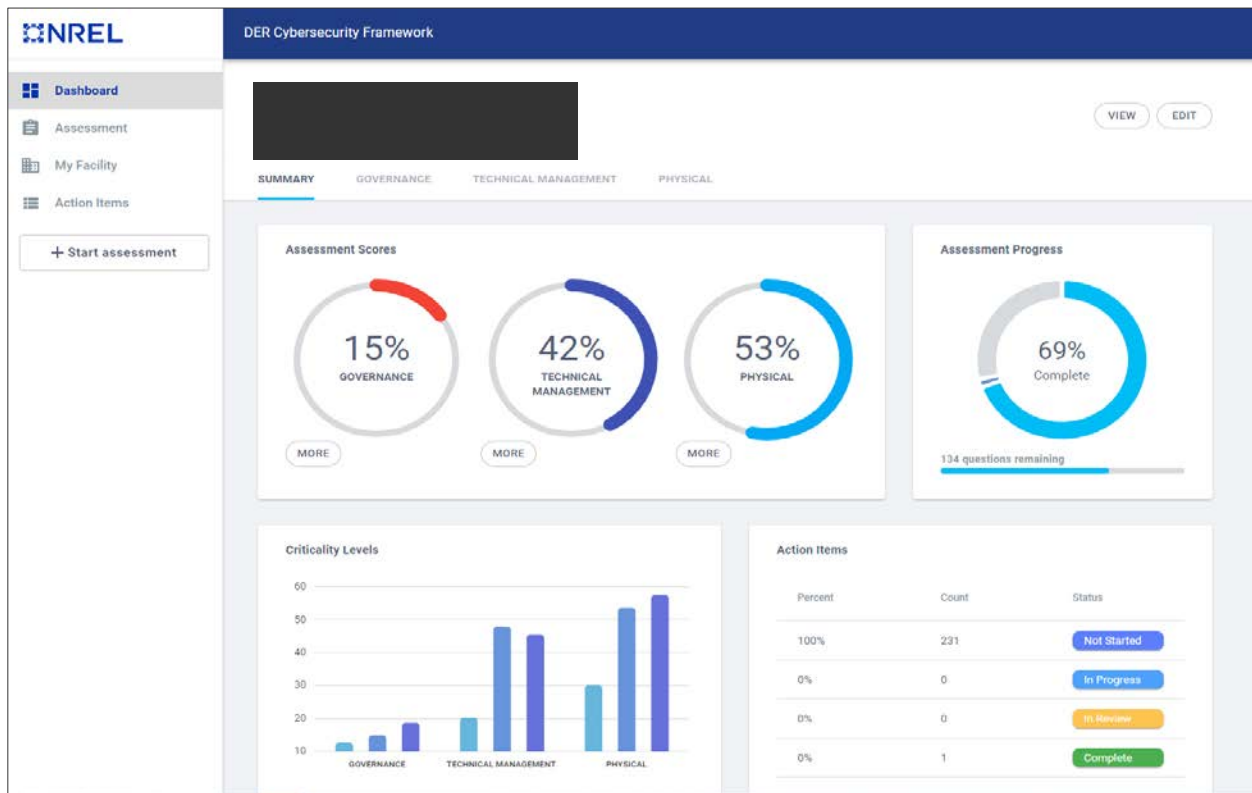 NREL
DER Cybersecurity Framework
Dashboard
Assessment
My Facility
Action Items
+ Start assessment
VIEW EDIT
SUMMARY GOVERNANCE TECHNICAL MANAGEMENT PHYSICAL
Assessment Scores
15%
GOVERNANCE
MORE
42%
TECHNICAL
MANAGEMENT
MORE
53%
PHYSICAL
MORE
Assessment Progress
69%
Complete
134 questions remaining
Criticality Levels
60
50
40
30
20
10
GOVERNANCE TECHNICAL MANAGEMENT PHYSICAL
Action Items
Percent Count Status
100% 231 Not Started
0% 0 In Progress
0% 0 In Review
0% 1 Complete